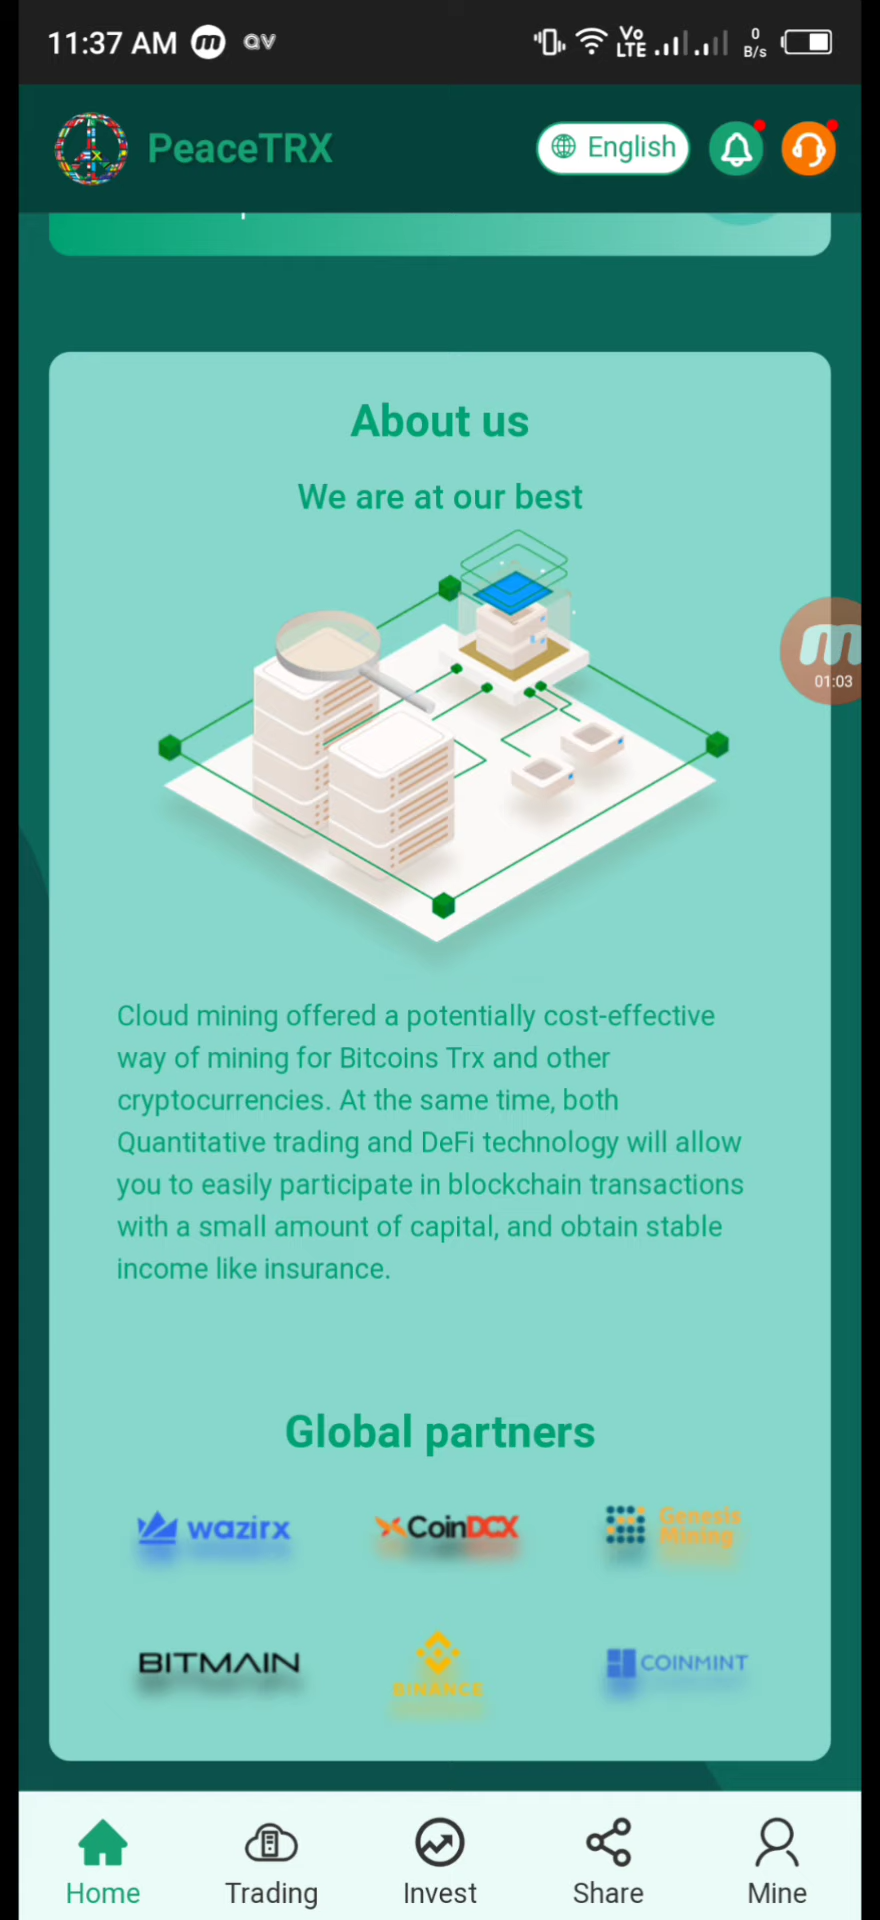 11:37 AM
Vo
LTE
0
B/s
PeaceTRX
English
About us
We are at our best
01:03
Cloud mining offered a potentially cost-effective
way of mining for Bitcoins Trx and other
cryptocurrencies. At the same time, both
Quantitative trading and DeFi technology will allow
you to easily participate in blockchain transactions
with a small amount of capital, and obtain stable
income like insurance.
Global partners
wazirx
CoinDCX
Genesis
Mining
BITMAIN
BINANCE
COINMINT
Home
Trading
Invest
Share
Mine